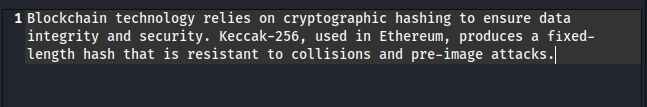 1 Blockchain technology relies on cryptographic hashing to ensure data
integrity and security. Keccak-256, used in Ethereum, produces a fixed-
length hash that is resistant to collisions and pre-image attacks.